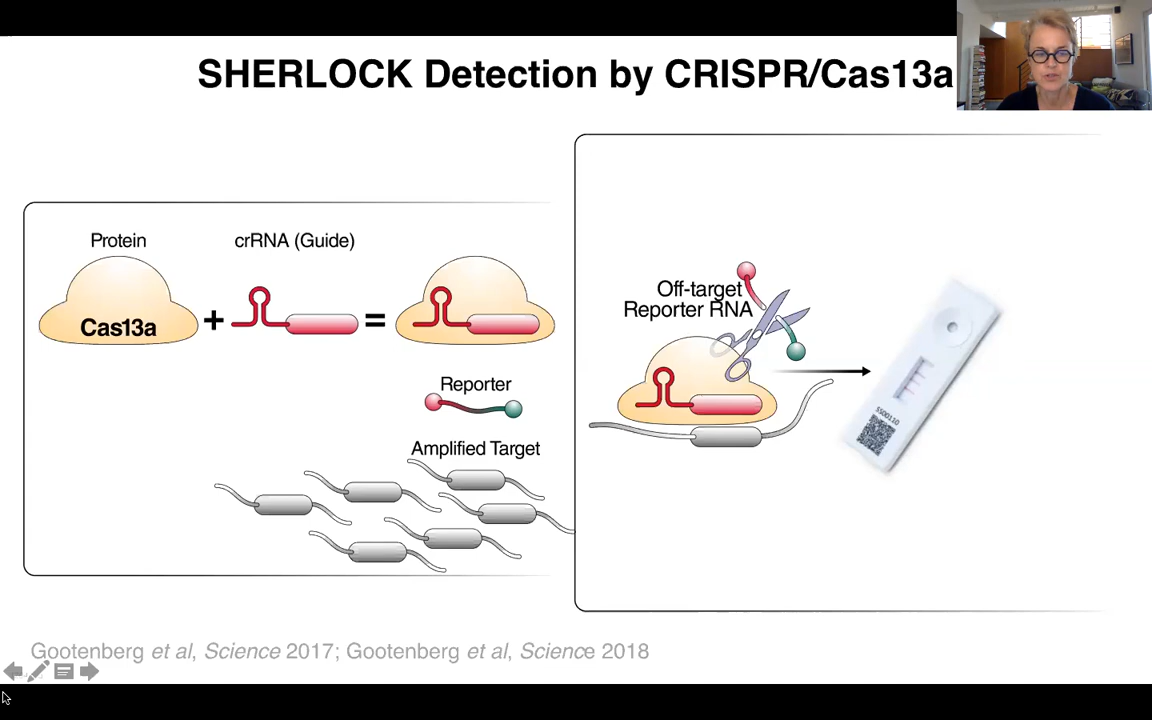 SHERLOCK Detection by CRISPR/Cas13a
Protein
crRNA (Guide)
Cas13a
+
=
Reporter
Amplified Target
Off-target
Reporter RNA
SS00110
Gootenberg et al, Science 2017; Gootenberg et al, Science 2018